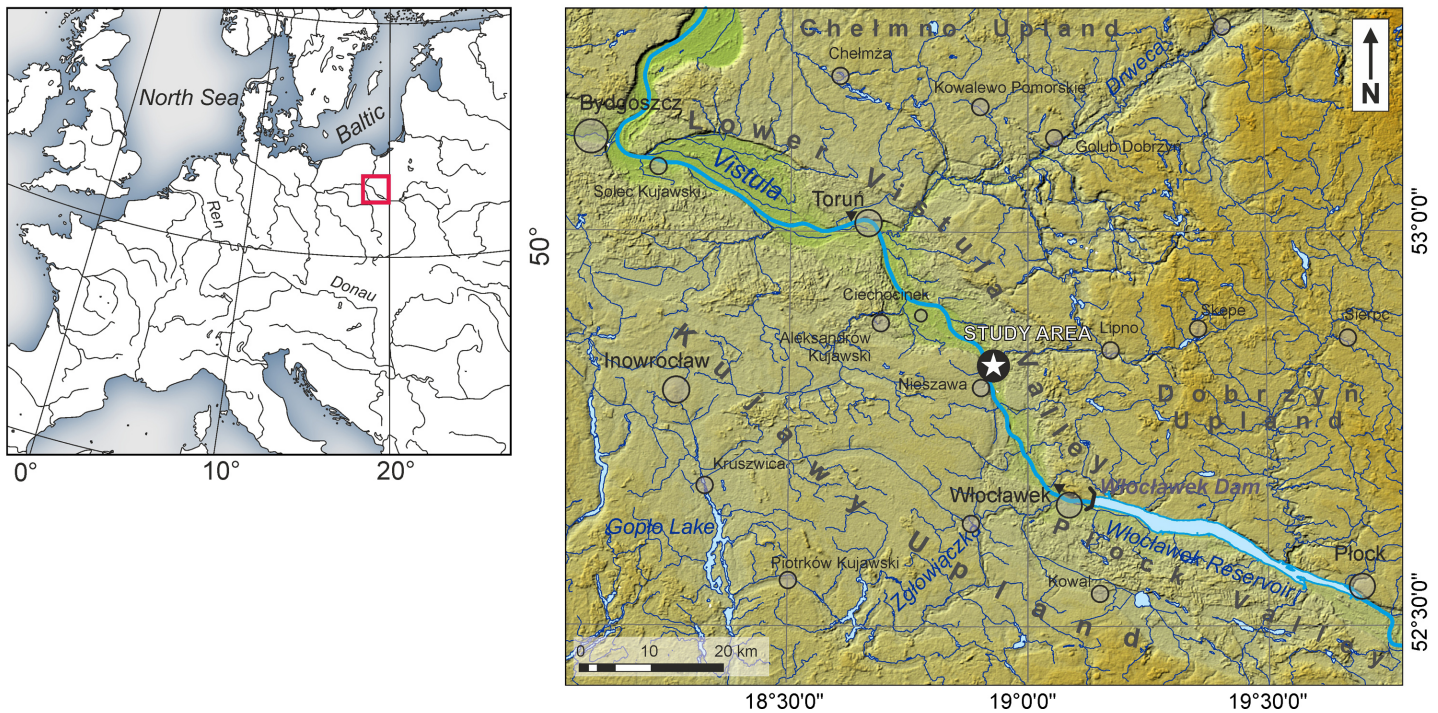 North Sea
Baltic
Ren
Donau
50°
0°
10°
20°
Ghełmno Upland
Chełmża
Drwęca
N
Kowalewo Pomorskie
Bydgoszcz
Lower Vistula Valley
Golub Dobrzyń
Vistula
Solec Kujawski
Toruń
53°0'0"
Ciechocinek
Skępe
Sierpc
STUDY AREA
Lipno
Aleksandrów
Kujawski
Inowrocław
Nieszawa
Kujawy Upland
Dobrzyń
Upland
Kruszwica
Włocławek
Włocławek Dam
Gopło Lake
Włocławek Reservoir
Zgłowiączka
Płock
Piotrków Kujawski
Kowal
Płock Valley
52°30'0"
0 10 20 km
18°30'0"
19°0'0"
19°30'0"